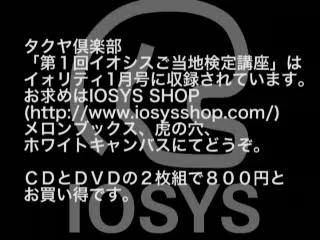 タクヤ倶楽部
「第１回イオシスご当地検定講座」は
イォリティ1月号に収録されています。
お求めはIOSYS SHOP
(http://www.iosysshop.com/)
メロンブックス、虎の穴、
ホワイトキャンバスにてどうぞ。
ＣＤとＤＶＤの２枚組で８００円と
お買い得です。
IOSYS